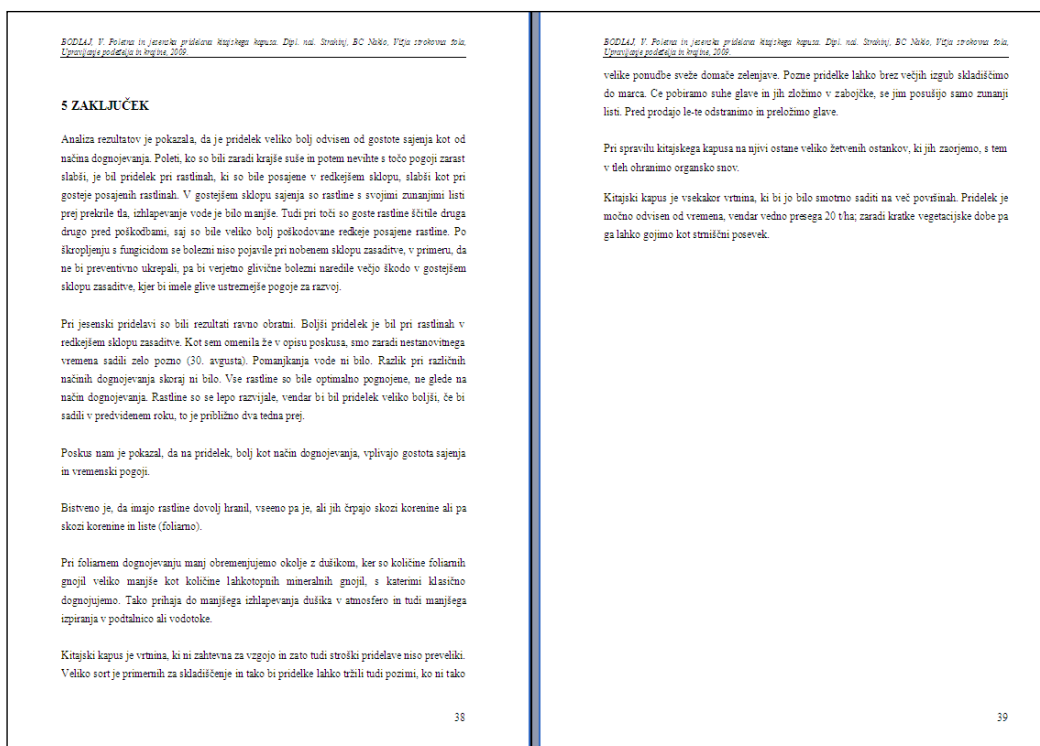 BODLAJ, V. Poletna in jesenska pridelava kitajskega kapusa. Dipl. nal. Strahinj, BC Naklo, Višja strokovna šola,
Upravljanje podeželja in krajine, 2009.
5 ZAKLJUČEK
Analiza rezultatov je pokazala, da je pridelek veliko bolj odvisen od gostote sajenja kot od
načina dognojevanja. Poleti, ko so bili zaradi krajše suše in potem nevihte s točo pogoji zarast
slabši, je bil pridelek pri rastlinah, ki so bile posajene v redkejšem sklopu, slabši kot pri
gosteje posajenih rastlinah. V gostejšem sklopu sajenja so rastline s svojimi zunanjimi listi
prej prekrile tla, izhlapevanje vode je bilo manjše. Tudi pri toči so goste rastline ščitile druga
drugo pred poškodbami, saj so bile veliko bolj poškodovane redkeje posajene rastline. Po
škropljenju s fungicidom se bolezni niso pojavile pri nobenem sklopu zasaditve, v primeru, da
ne bi preventivno ukrepali, pa bi verjetno glivične bolezni naredile večjo škodo v gostejšem
sklopu zasaditve, kjer bi imele glive ustreznejše pogoje za razvoj.
Pri jesenski pridelavi so bili rezultati ravno obratni. Boljši pridelek je bil pri rastlinah v
redkejšem sklopu zasaditve. Kot sem omenila že v opisu poskusa, smo zaradi nestanovitnega
vremena sadili zelo pozno (30. avgusta). Pomanjkanja vode ni bilo. Razlik pri različnih
načinih dognojevanja skoraj ni bilo. Vse rastline so bile optimalno pognojene, ne glede na
način dognojevanja. Rastline so se lepo razvijale, vendar bi bil pridelek veliko boljši, če bi
sadili v predvidenem roku, to je približno dva tedna prej.
Poskus nam je pokazal, da na pridelek, bolj kot način dognojevanja, vplivajo gostota sajenja
in vremenski pogoji.
Bistveno je, da imajo rastline dovolj hranil, vseeno pa je, ali jih črpajo skozi korenine ali pa
skozi korenine in liste (foliarno).
Pri foliarnem dognojevanju manj obremenjujemo okolje z dušikom, ker so količine foliarnih
gnojil veliko manjše kot količine lahkotopnih mineralnih gnojil, s katerimi klasično
dognojujemo. Tako prihaja do manjšega izhlapevanja dušika v atmosfero in tudi manjšega
izpiranja v podtalnico ali vodotoke.
Kitajski kapus je vrtnina, ki ni zahtevna za vzgojo in zato tudi stroški pridelave niso preveliki.
Veliko sort je primernih za skladiščenje in tako bi pridelke lahko tržili tudi pozimi, ko ni tako
38
BODLAJ, V. Poletna in jesenska pridelava kitajskega kapusa. Dipl. nal. Strahinj, BC Naklo, Višja strokovna šola,
Upravljanje podeželja in krajine, 2009.
velike ponudbe sveže domače zelenjave. Pozne pridelke lahko brez večjih izgub skladiščimo
do marca. Če pobiramo suhe glave in jih zložimo v zabojčke, se jim posušijo samo zunanji
listi. Pred prodajo le-te odstranimo in preložimo glave.
Pri spravilu kitajskega kapusa na njivi ostane veliko žetvenih ostankov, ki jih zaorjemo, s tem
v tleh ohranimo organsko snov.
Kitajski kapus je vsekakor vrtnina, ki bi jo bilo smotrno saditi na več površinah. Pridelek je
močno odvisen od vremena, vendar vedno presega 20 t/ha; zaradi kratke vegetacijske dobe pa
ga lahko gojimo kot strniščni posevek.
39